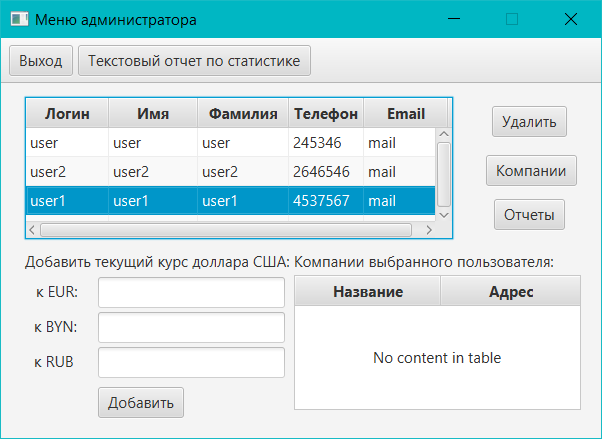 Меню администратора
Выход Текстовый отчет по статистике
Логин Имя Фамилия Телефон Email
user user user 245346 mail
user2 user2 user2 2646546 mail
user1 user1 user1 4537567 mail
Удалить
Компании
Отчеты
Добавить текущий курс доллара США: Компании выбранного пользователя:
к EUR:
к BYN:
к RUB
Добавить
Название Адрес
No content in table